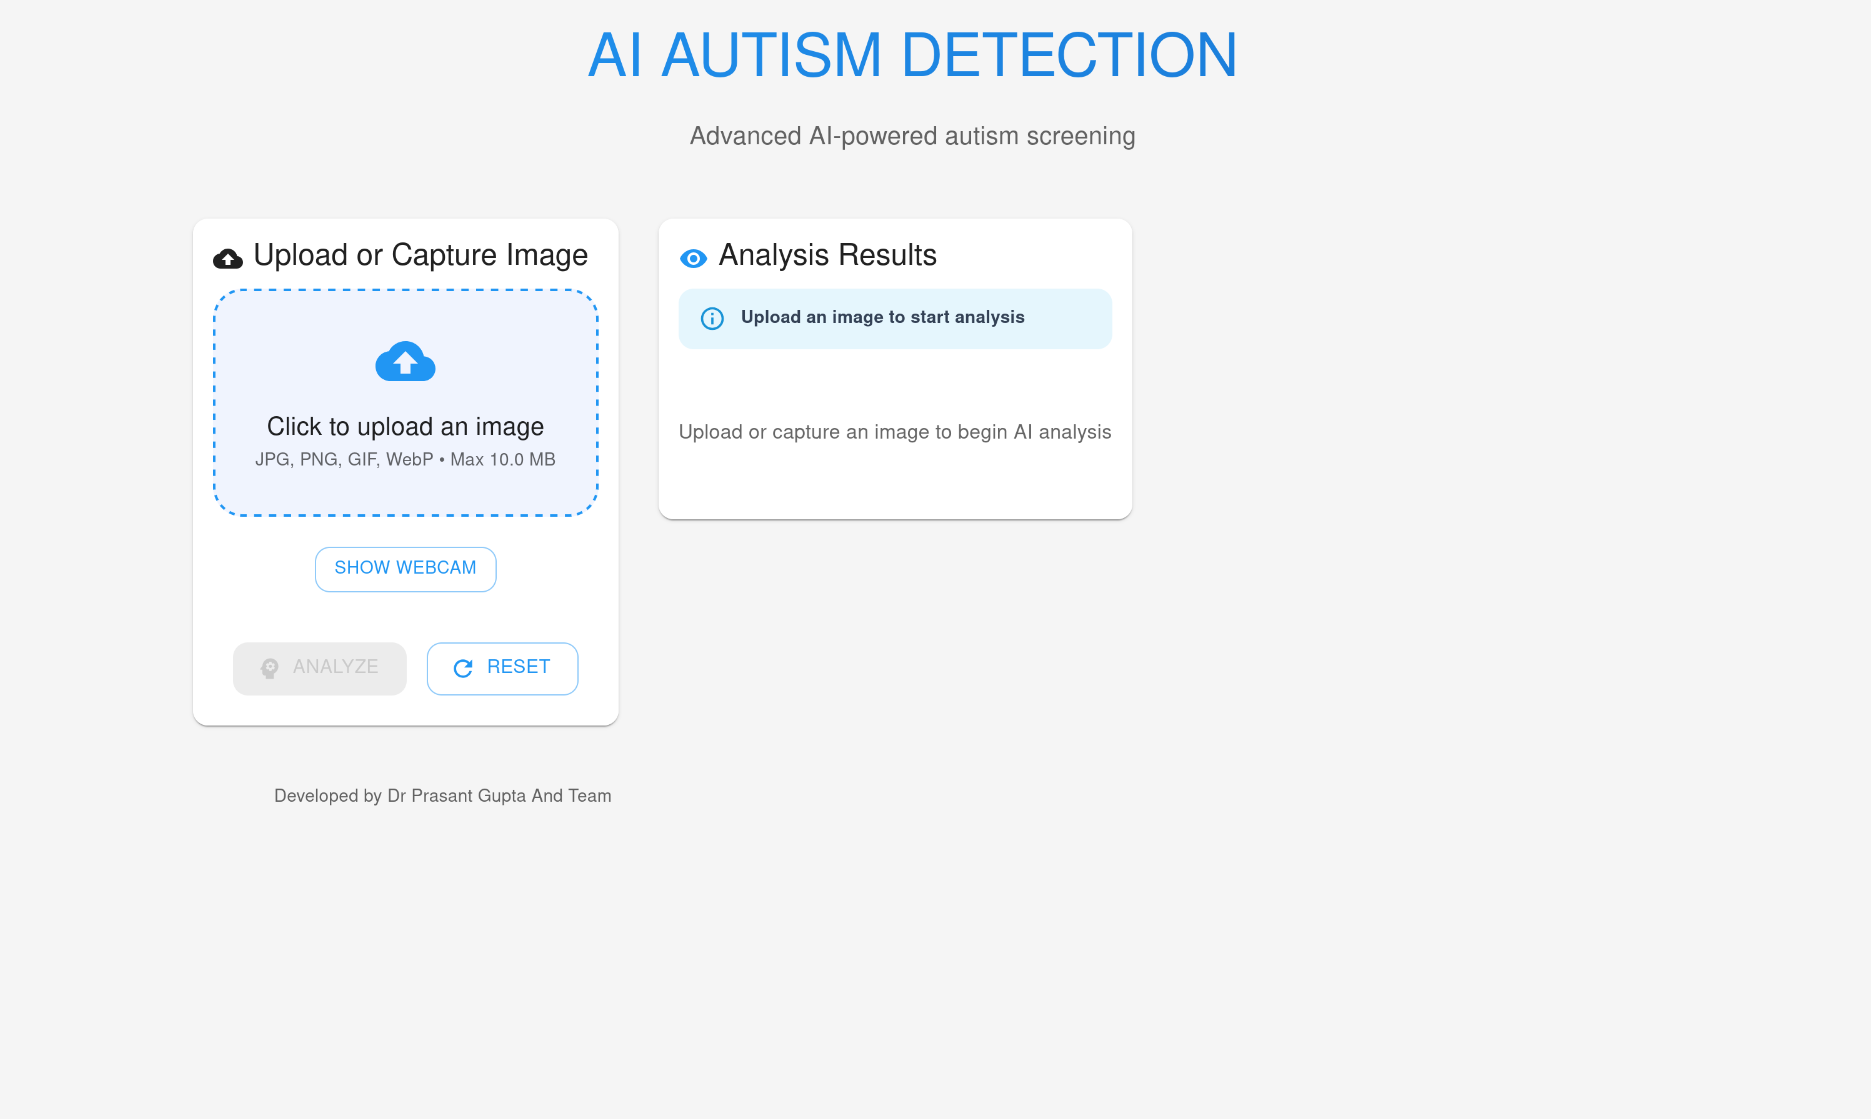 AI AUTISM DETECTION
Advanced AI-powered autism screening
Upload or Capture Image
Click to upload an image
JPG, PNG, GIF, WebP • Max 10.0 MB
SHOW WEBCAM
ANALYZE
RESET
Analysis Results
Upload an image to start analysis
Upload or capture an image to begin AI analysis
Developed by Dr Prasant Gupta And Team